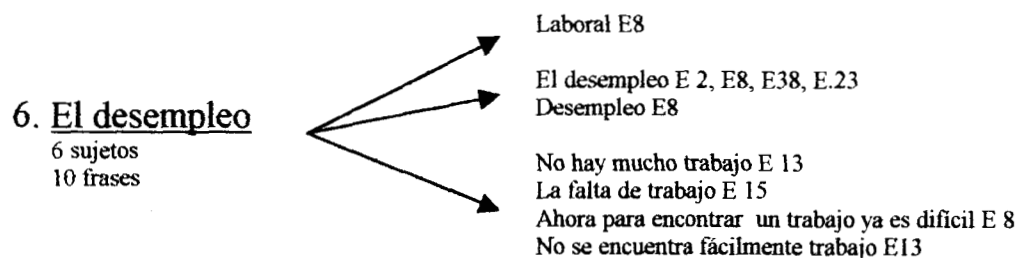 Laboral E8
El desempleo E 2, E8, E38, E.23
Desempleo E8
6. El desempleo
6 sujetos
10 frases
No hay mucho trabajo E 13
La falta de trabajo E 15
Ahora para encontrar un trabajo ya es difícil E 8
No se encuentra fácilmente trabajo E13